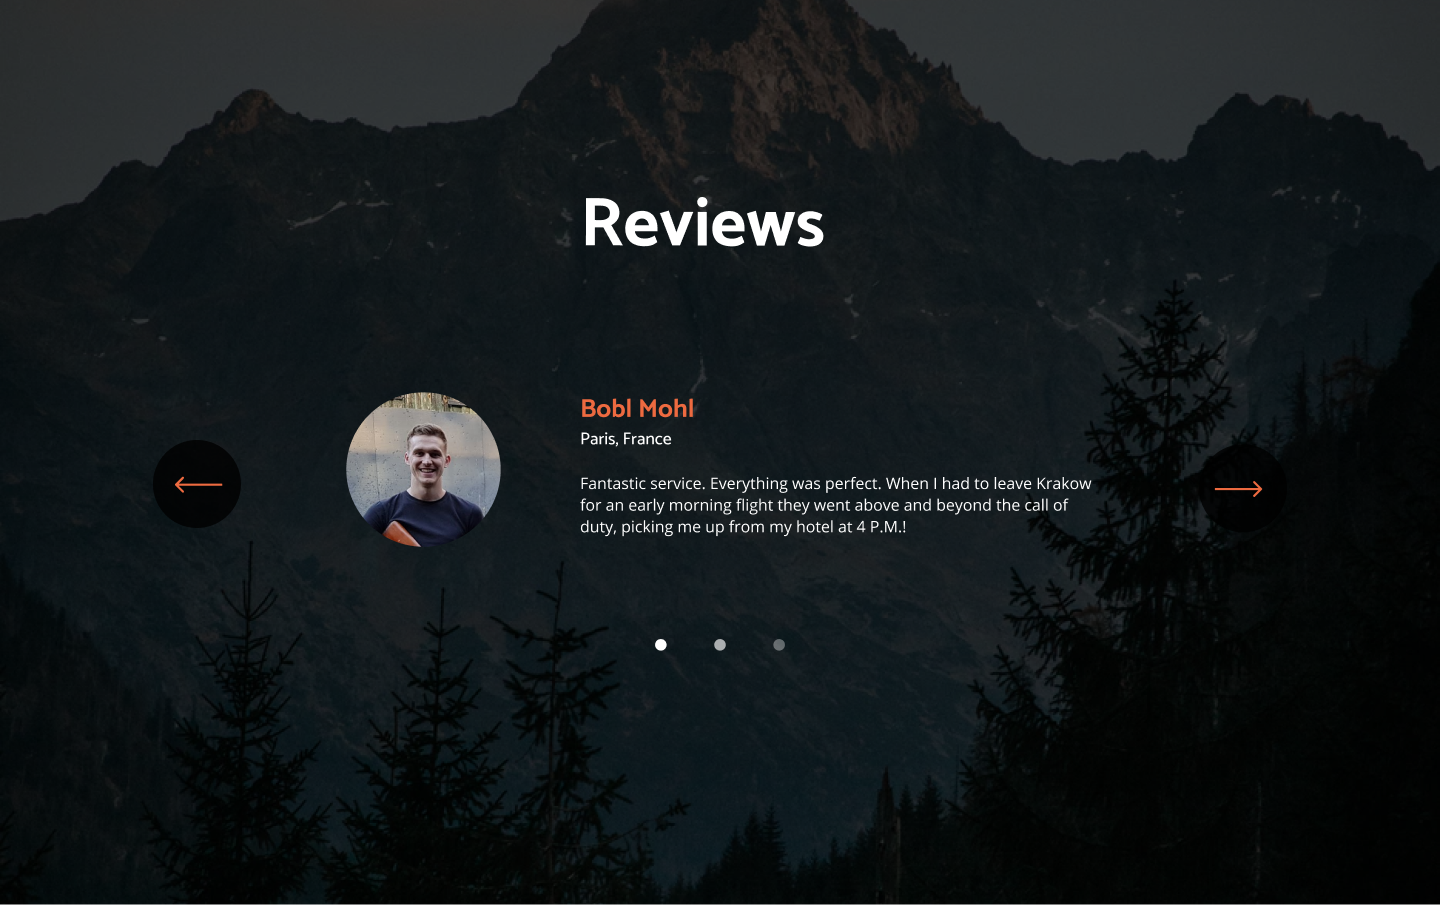 Reviews
Bobl Mohl
Paris, France
Fantastic service. Everything was perfect. When I had to leave Krakow
for an early morning flight they went above and beyond the call of
duty, picking me up from my hotel at 4 P.M.!